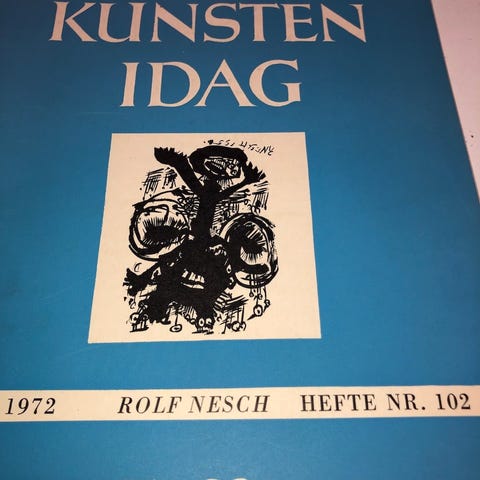 KUNSTEN
IDAG
1972 ROLF NESCH HEFTE NR. 102